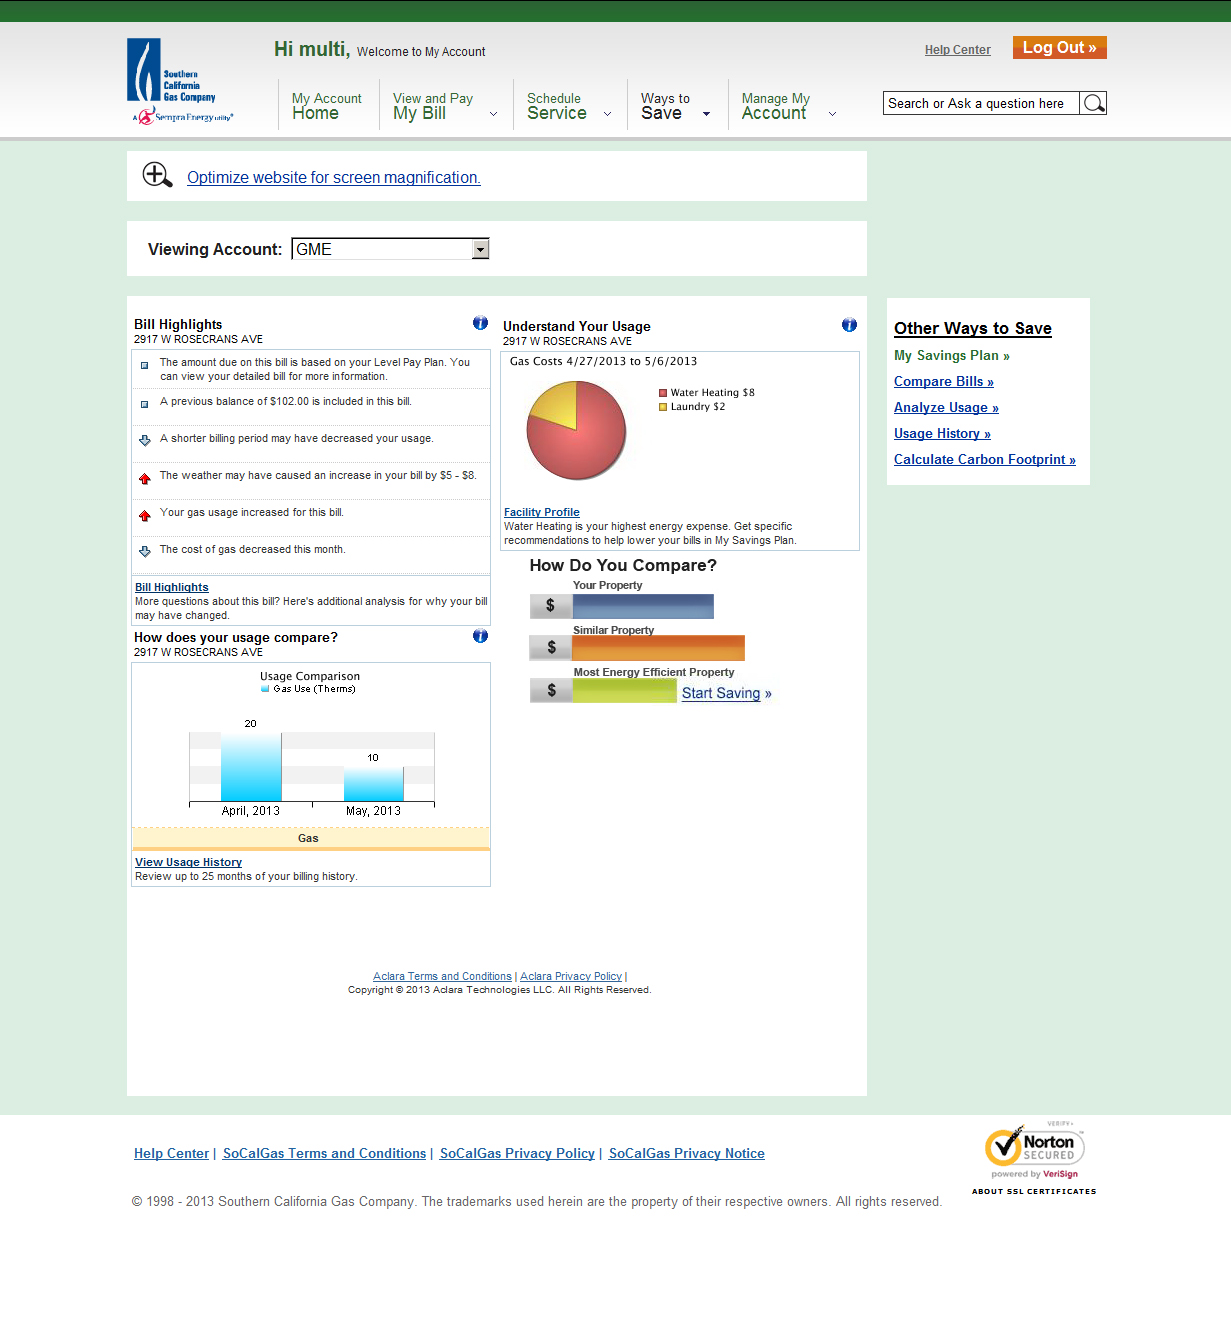 Hi multi, Welcome to My Account
Help Center
Log Out »
Southern
California
Gas Company
A Sempra Energy utility®
My Account
Home
View and Pay
My Bill
Schedule
Service
Ways to
Save
Manage My
Account
Search or Ask a question here
Optimize website for screen magnification.
Viewing Account: GME
Bill Highlights
2917 W ROSECRANS AVE
The amount due on this bill is based on your Level Pay Plan. You
can view your detailed bill for more information.
A previous balance of $102.00 is included in this bill.
A shorter billing period may have decreased your usage.
The weather may have caused an increase in your bill by $5 - $8.
Your gas usage increased for this bill.
The cost of gas decreased this month.
Bill Highlights
More questions about this bill? Here's additional analysis for why your bill
may have changed.
How does your usage compare?
2917 W ROSECRANS AVE
Usage Comparison
Gas Use (Therms)
20
10
April, 2013
May, 2013
Gas
View Usage History
Review up to 25 months of your billing history.
Understand Your Usage
2917 W ROSECRANS AVE
Gas Costs 4/27/2013 to 5/6/2013
Water Heating $8
Laundry $2
Facility Profile
Water Heating is your highest energy expense. Get specific
recommendations to help lower your bills in My Savings Plan.
How Do You Compare?
Your Property
$
Similar Property
$
Most Energy Efficient Property
$
Start Saving »
Other Ways to Save
My Savings Plan »
Compare Bills »
Analyze Usage »
Usage History »
Calculate Carbon Footprint »
Aclara Terms and Conditions | Aclara Privacy Policy |
Copyright © 2013 Aclara Technologies LLC. All Rights Reserved.
Help Center | SoCalGas Terms and Conditions | SoCalGas Privacy Policy | SoCalGas Privacy Notice
VERIFY
Norton
SECURED
powered by VeriSign
ABOUT SSL CERTIFICATES
© 1998 - 2013 Southern California Gas Company. The trademarks used herein are the property of their respective owners. All rights reserved.